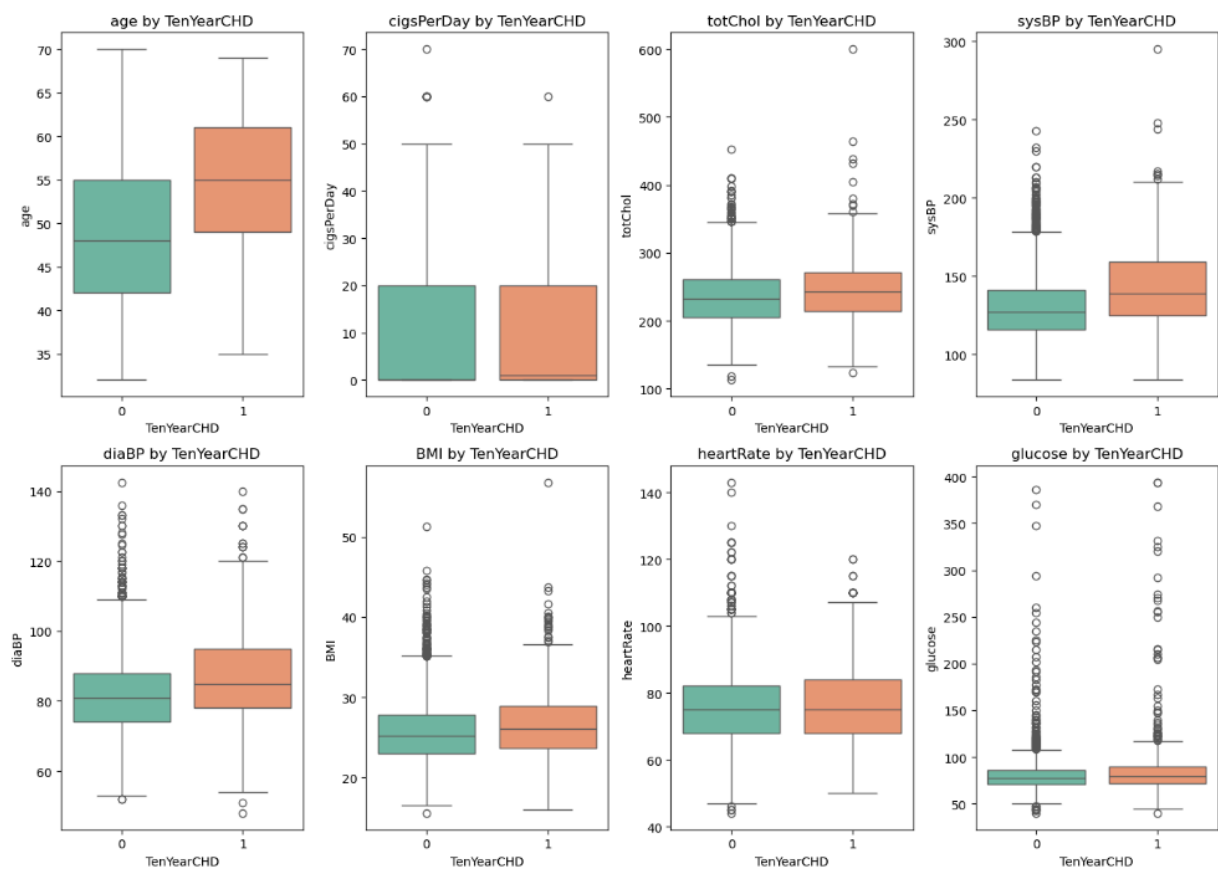 age by TenYearCHD
cigsPerDay by TenYearCHD
totChol by TenYearCHD
sysBP by TenYearCHD
age
70
65
60
55
50
45
40
35
0
1
TenYearCHD
cigsPerDay
70
60
50
40
30
20
10
0
0
1
TenYearCHD
totChol
600
500
400
300
200
100
0
1
TenYearCHD
sysBP
300
250
200
150
100
0
1
TenYearCHD
diaBP by TenYearCHD
BMI by TenYearCHD
heartRate by TenYearCHD
glucose by TenYearCHD
diaBP
140
120
100
80
60
0
1
TenYearCHD
BMI
50
40
30
20
0
1
TenYearCHD
heartRate
140
120
100
80
60
40
0
1
TenYearCHD
glucose
400
350
300
250
200
150
100
50
0
1
TenYearCHD